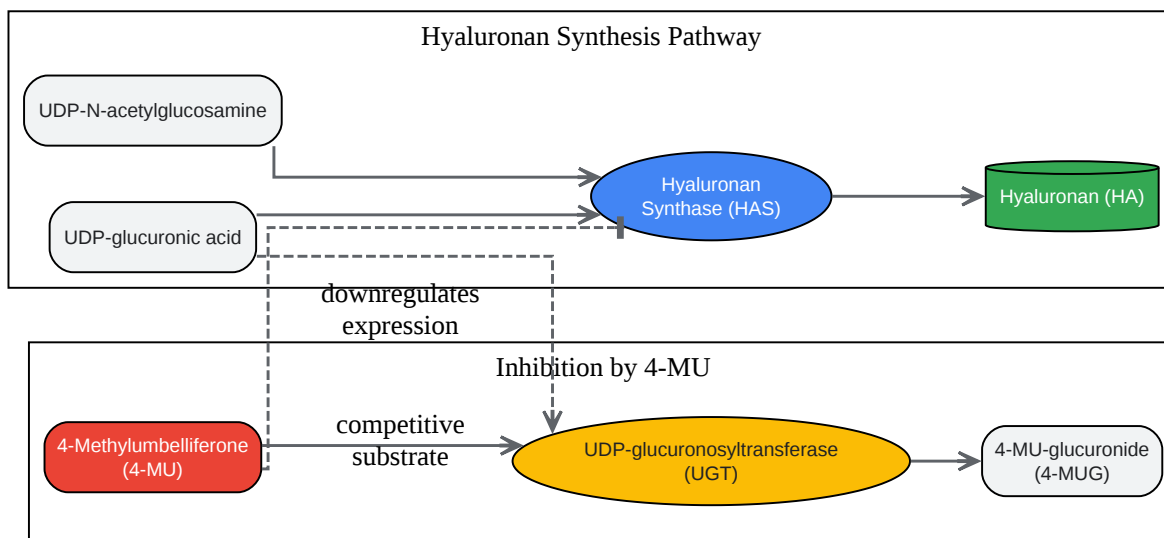 Hyaluronan Synthesis Pathway
UDP-N-acetylglucosamine
Hyaluronan
Synthase (HAS)
Hyaluronan (HA)
UDP-glucuronic acid
downregulates
expression
Inhibition by 4-MU
4-Methylumbelliferone
(4-MU)
competitive
substrate
UDP-glucuronosyltransferase
(UGT)
4-MU-glucuronide
(4-MUG)